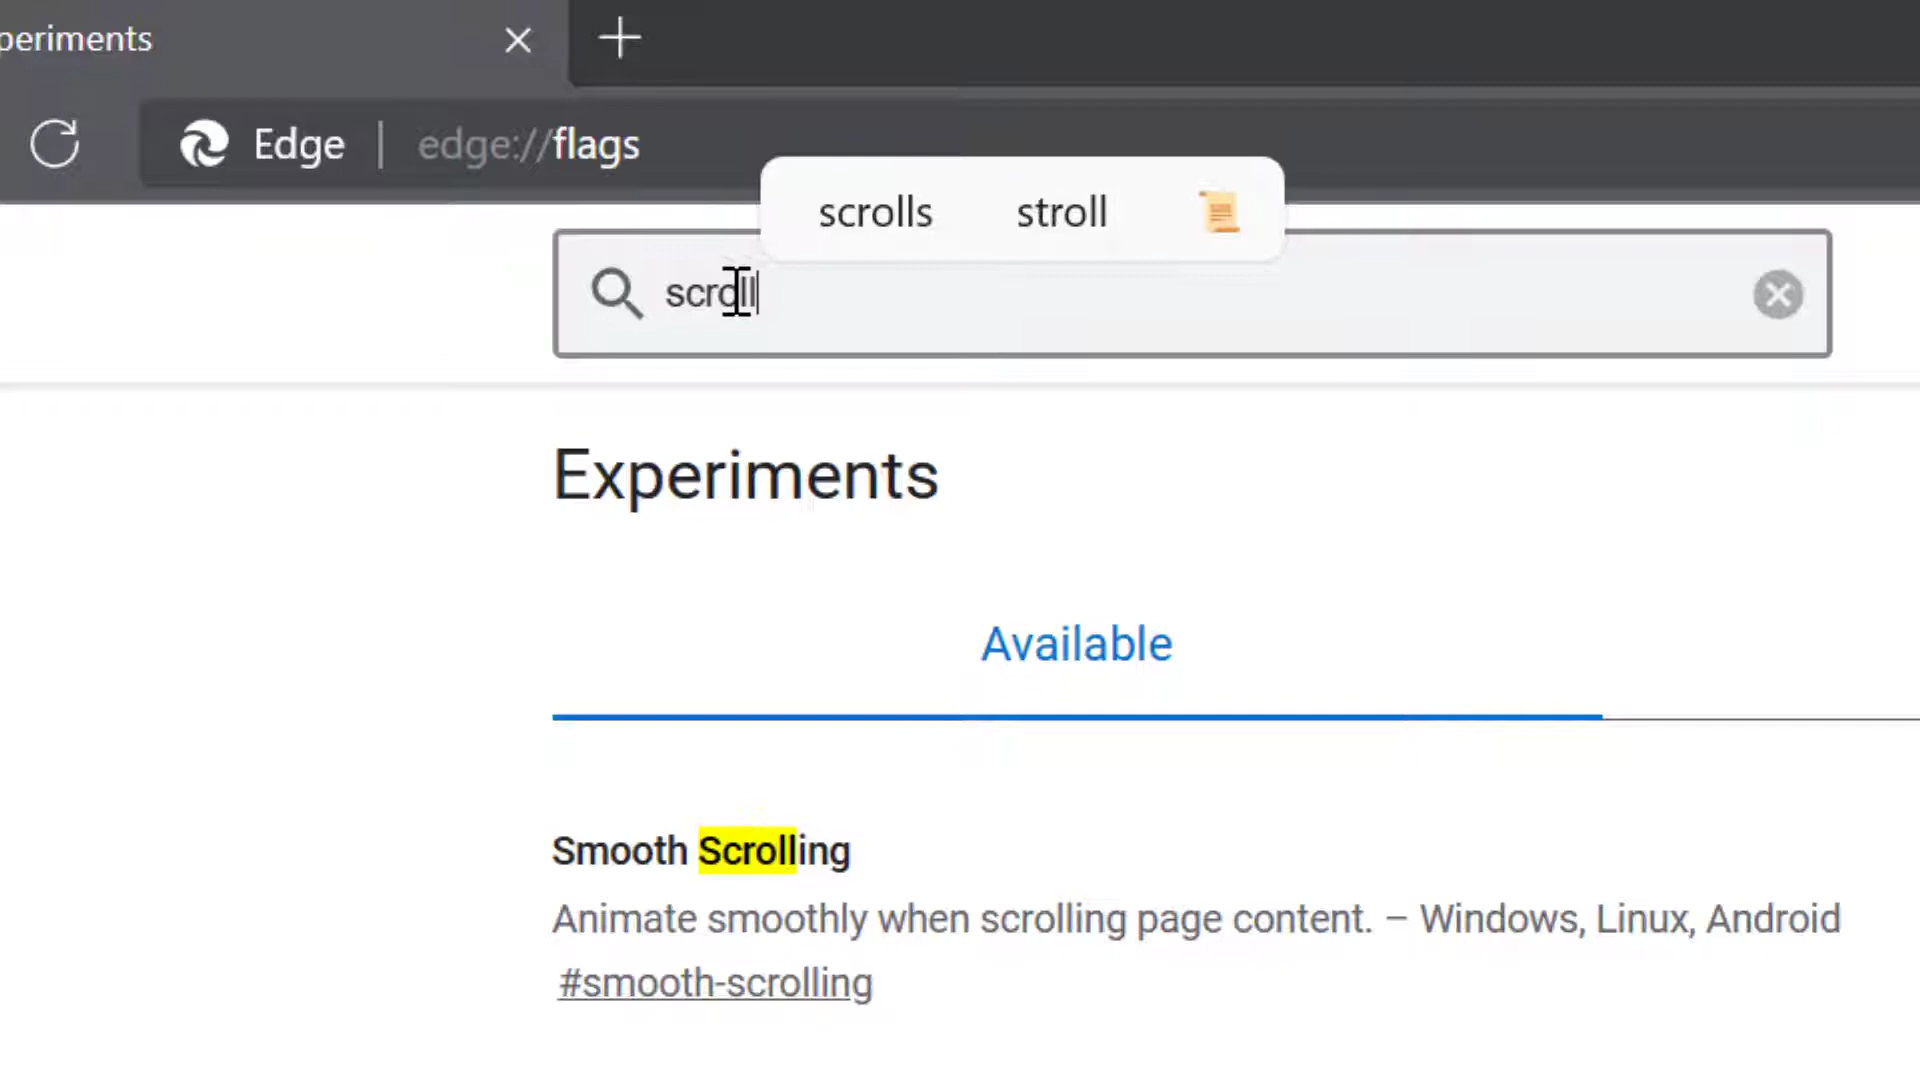 periments
Edge | edge://flags
scrolls stroll
scroll
Experiments
Available
Smooth Scrolling
Animate smoothly when scrolling page content. – Windows, Linux, Android
#smooth-scrolling